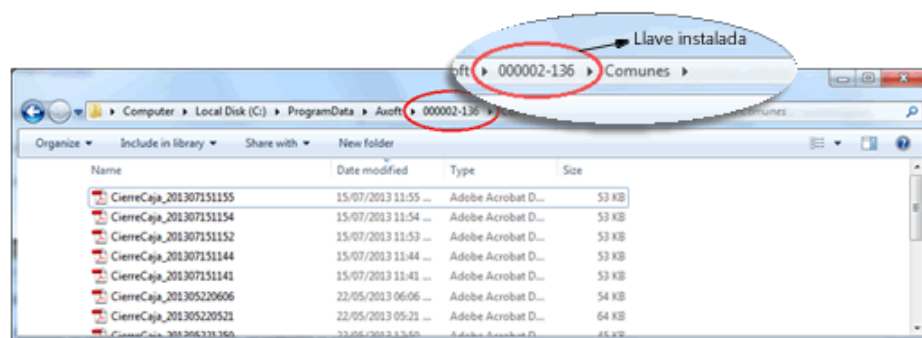 Llave instalada
oft ▸ 000002-136 ▸ Comunes ▸
Computer ▸ Local Disk (C:) ▸ ProgramData ▸ Axoft ▸ 000002-136
Organize Include in library Share with New folder
Name Date modified Type Size
CierreCaja_201307151155 15/07/2013 11:55 ... Adobe Acrobat D... 53 KB
CierreCaja_201307151154 15/07/2013 11:54 ... Adobe Acrobat D... 53 KB
CierreCaja_201307151152 15/07/2013 11:53 ... Adobe Acrobat D... 53 KB
CierreCaja_201307151144 15/07/2013 11:44 ... Adobe Acrobat D... 53 KB
CierreCaja_201307151141 15/07/2013 11:41 ... Adobe Acrobat D... 53 KB
CierreCaja_201305220606 22/05/2013 06:06 ... Adobe Acrobat D... 54 KB
CierreCaja_201305220521 22/05/2013 05:21 ... Adobe Acrobat D... 64 KB